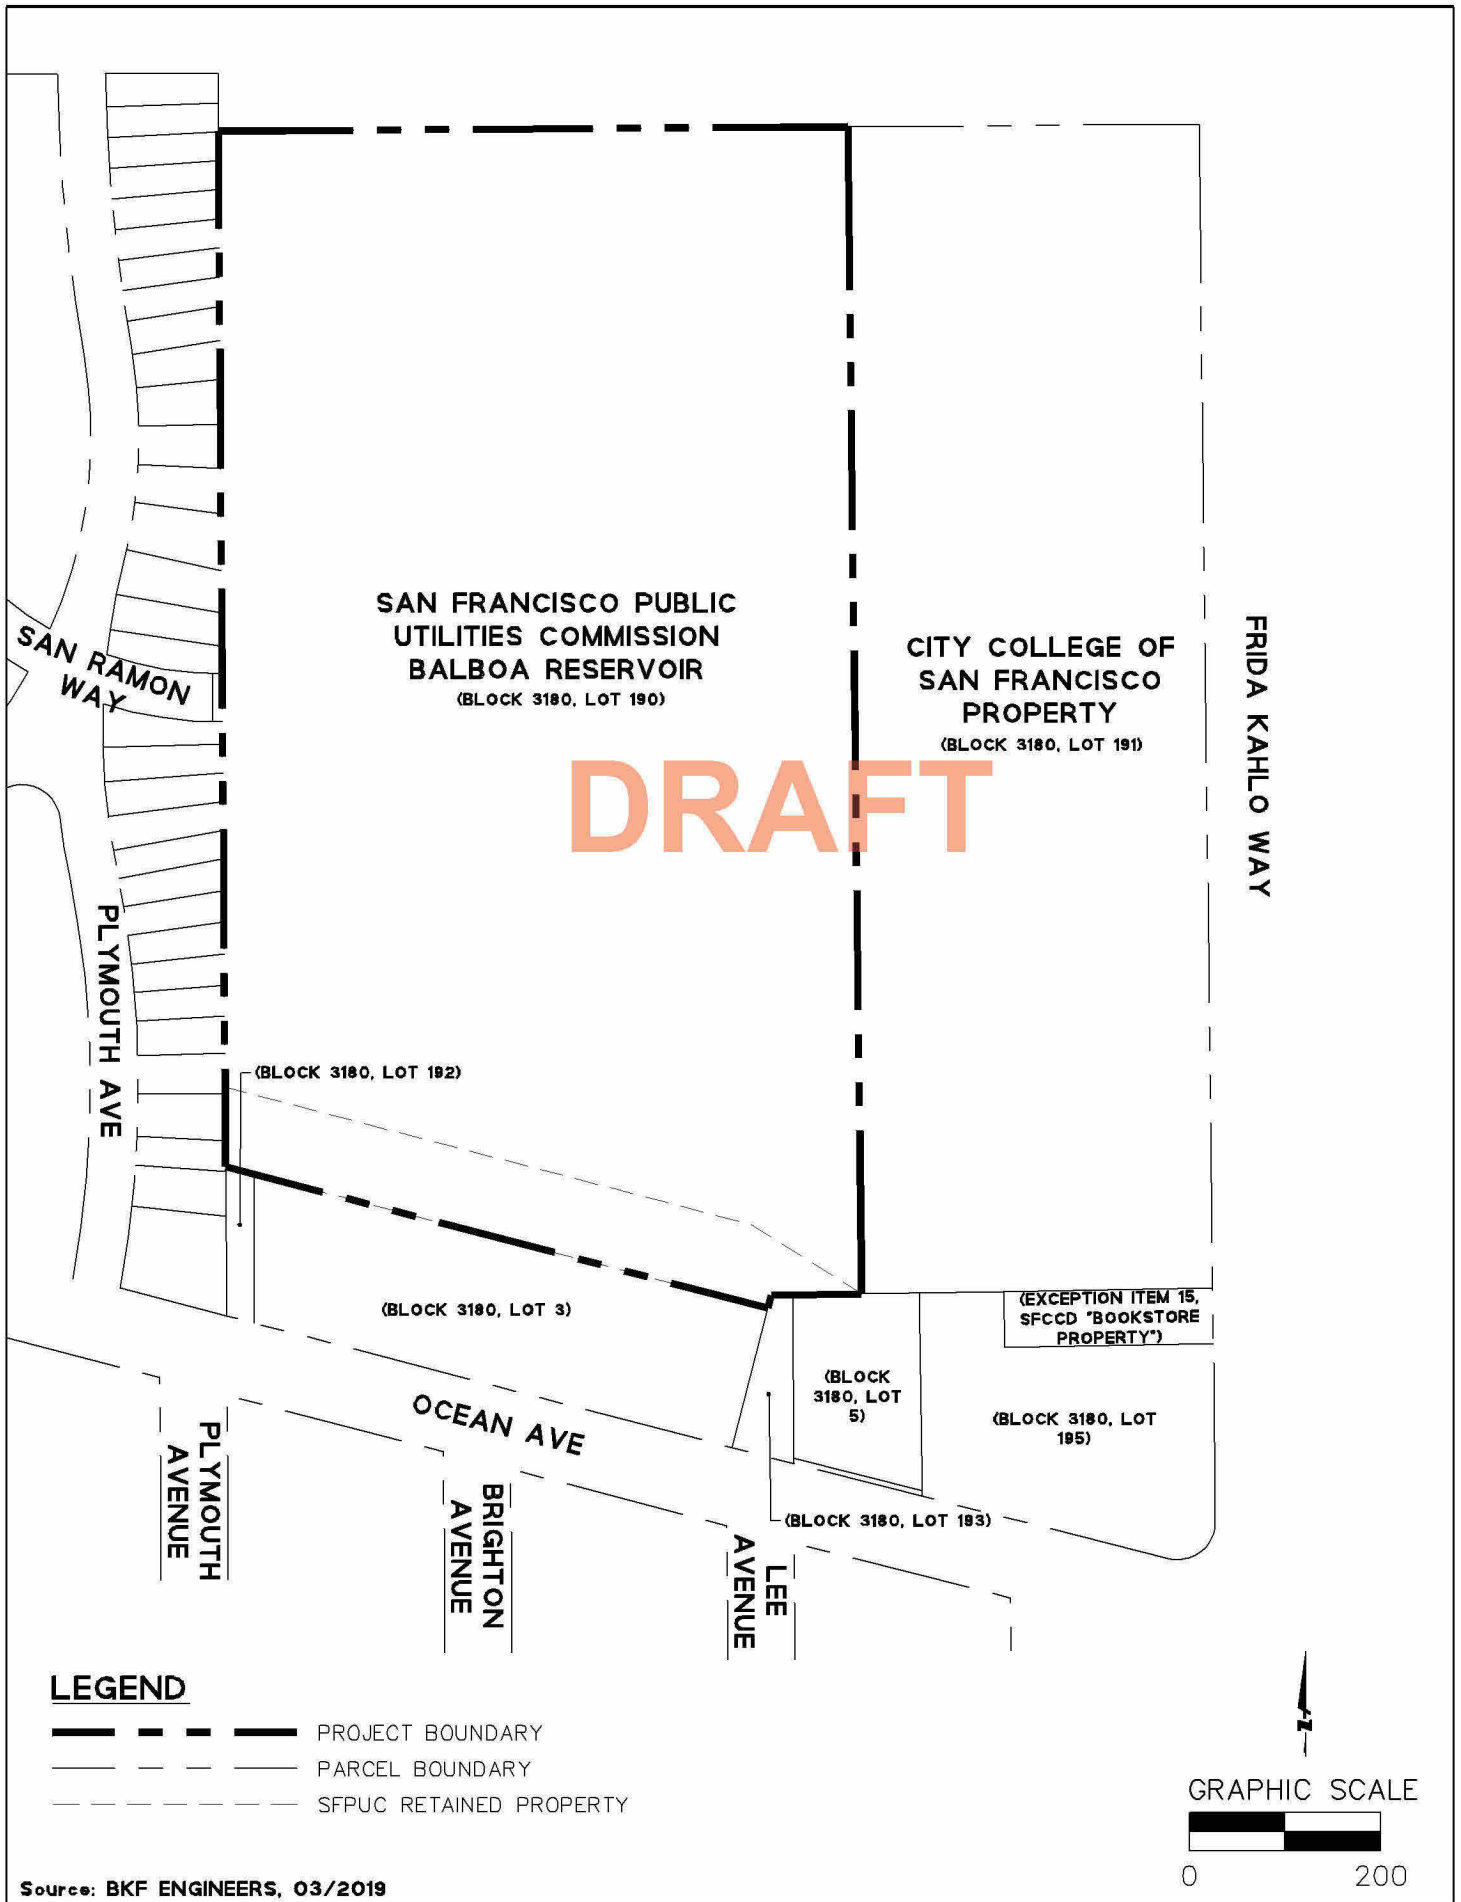 SAN FRANCISCO PUBLIC
UTILITIES COMMISSION
BALBOA RESERVOIR
(BLOCK 3180, LOT 190)
CITY COLLEGE OF
SAN FRANCISCO
PROPERTY
(BLOCK 3180, LOT 191)
FRIDA KAHLO WAY
SAN RAMON
WAY
DRAFT
PLYMOUTH AVE
(BLOCK 3180, LOT 192)
(BLOCK 3180, LOT 3)
(EXCEPTION ITEM 15,
SFCCD "BOOKSTORE
PROPERTY")
(BLOCK
3180, LOT
5)
(BLOCK 3180, LOT
195)
OCEAN AVE
(BLOCK 3180, LOT 193)
PLYMOUTH
AVENUE
BRIGHTON
AVENUE
LEE
AVENUE
LEGEND
PROJECT BOUNDARY
PARCEL BOUNDARY
SFPUC RETAINED PROPERTY
N
GRAPHIC SCALE
0 200
Source: BKF ENGINEERS, 03/2019